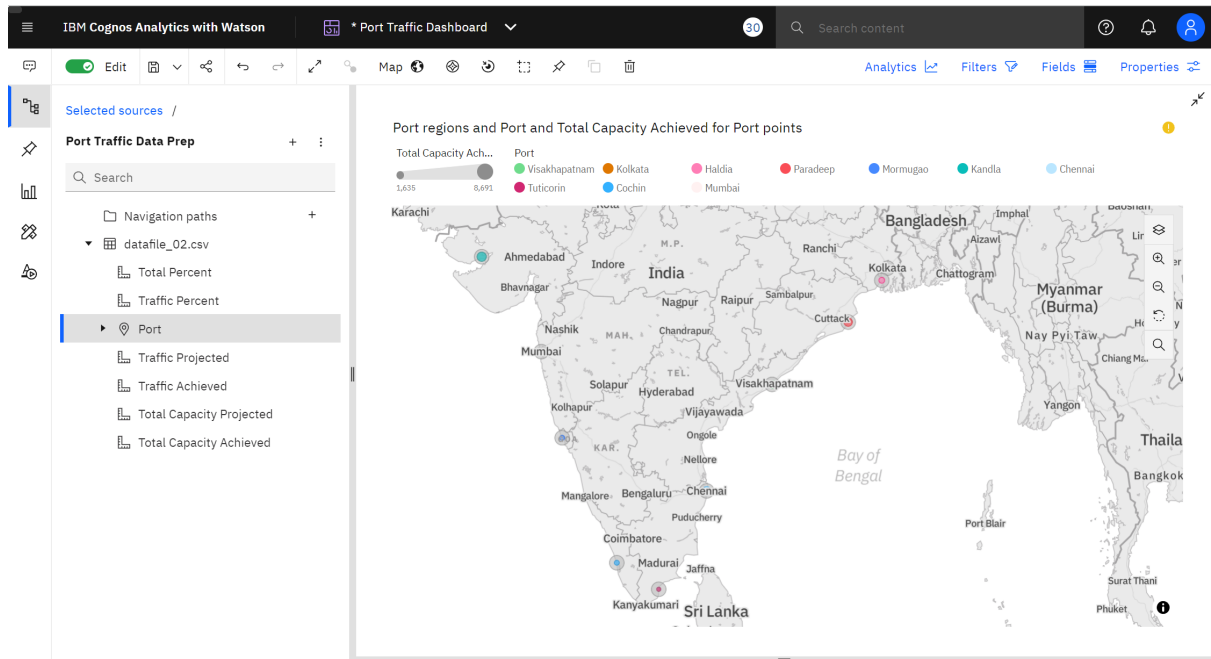 IBM Cognos Analytics with Watson
* Port Traffic Dashboard
30
Search content
Edit
Map
Analytics
Filters
Fields
Properties
Selected sources /
Port Traffic Data Prep
Search
Navigation paths
datafile_02.csv
Total Percent
Traffic Percent
Port
Traffic Projected
Traffic Achieved
Total Capacity Projected
Total Capacity Achieved
Port regions and Port and Total Capacity Achieved for Port points
Total Capacity Ach...
1,635 8,691
Port
Visakhapatnam Kolkata Haldia Paradeep Mormugao Kandla Chennai
Tuticorin Cochin Mumbai
Karachi
Bangladesh
Imphal
M.P.
Ranchi
Aizawl
Ahmedabad
Indore
India
Kolkata
Chattogram
Bhavnagar
Nagpur
Raipur
Sambalpur
Myanmar
(Burma)
Cuttack
Nashik
MAH.
Chandrapur
Nay Pyi Taw
Mumbai
Chiang Ma
TEL.
Solapur
Hyderabad
Visakhapatnam
Kolhapur
Vijayawada
Yangon
KAR.
Ongole
Thaila
Nellore
Bay of
Bengal
Bangkok
Mangalore
Bengaluru
Chennai
Puducherry
Port Blair
Coimbatore
Madurai
Jaffna
Surat Thani
Kanyakumari
Sri Lanka
Phuket